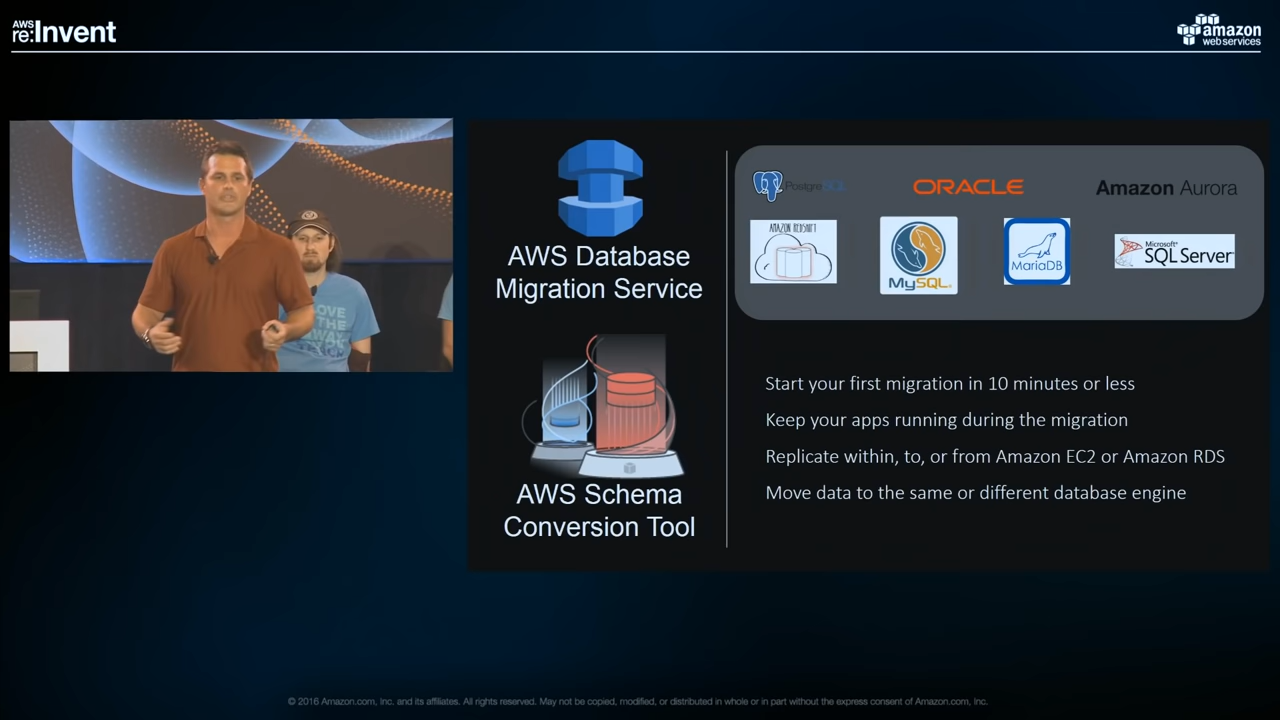 AWS
re:Invent
amazon
web services
AWS Database
Migration Service
PostgreSQL
ORACLE
Amazon Aurora
AMAZON REDSHIFT
MySQL
MariaDB
Microsoft
SQL Server
AWS Schema
Conversion Tool
Start your first migration in 10 minutes or less
Keep your apps running during the migration
Replicate within, to, or from Amazon EC2 or Amazon RDS
Move data to the same or different database engine
LOVE
THE
AWAY
© 2016 Amazon.com, Inc. and its affiliates. All rights reserved. May not be copied, modified, or distributed in whole or in part without the express consent of Amazon.com, Inc.